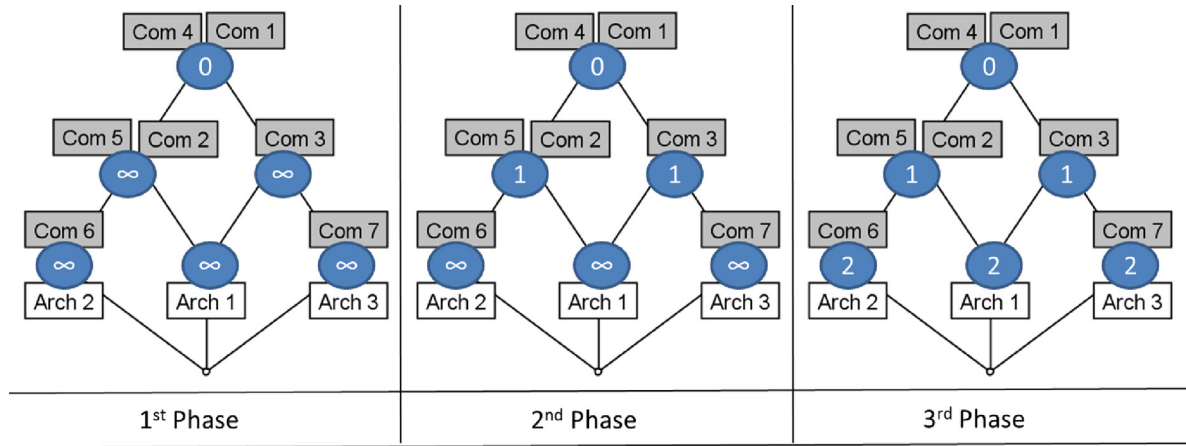 Com 4 Com 1
0
Com 5 Com 2 Com 3
∞ ∞
Com 6 Com 7
∞ ∞ ∞
Arch 2 Arch 1 Arch 3
1st Phase
Com 4 Com 1
0
Com 5 Com 2 Com 3
1 1
Com 6 Com 7
∞ ∞ ∞
Arch 2 Arch 1 Arch 3
2nd Phase
Com 4 Com 1
0
Com 5 Com 2 Com 3
1 1
Com 6 Com 7
2 2 2
Arch 2 Arch 1 Arch 3
3rd Phase